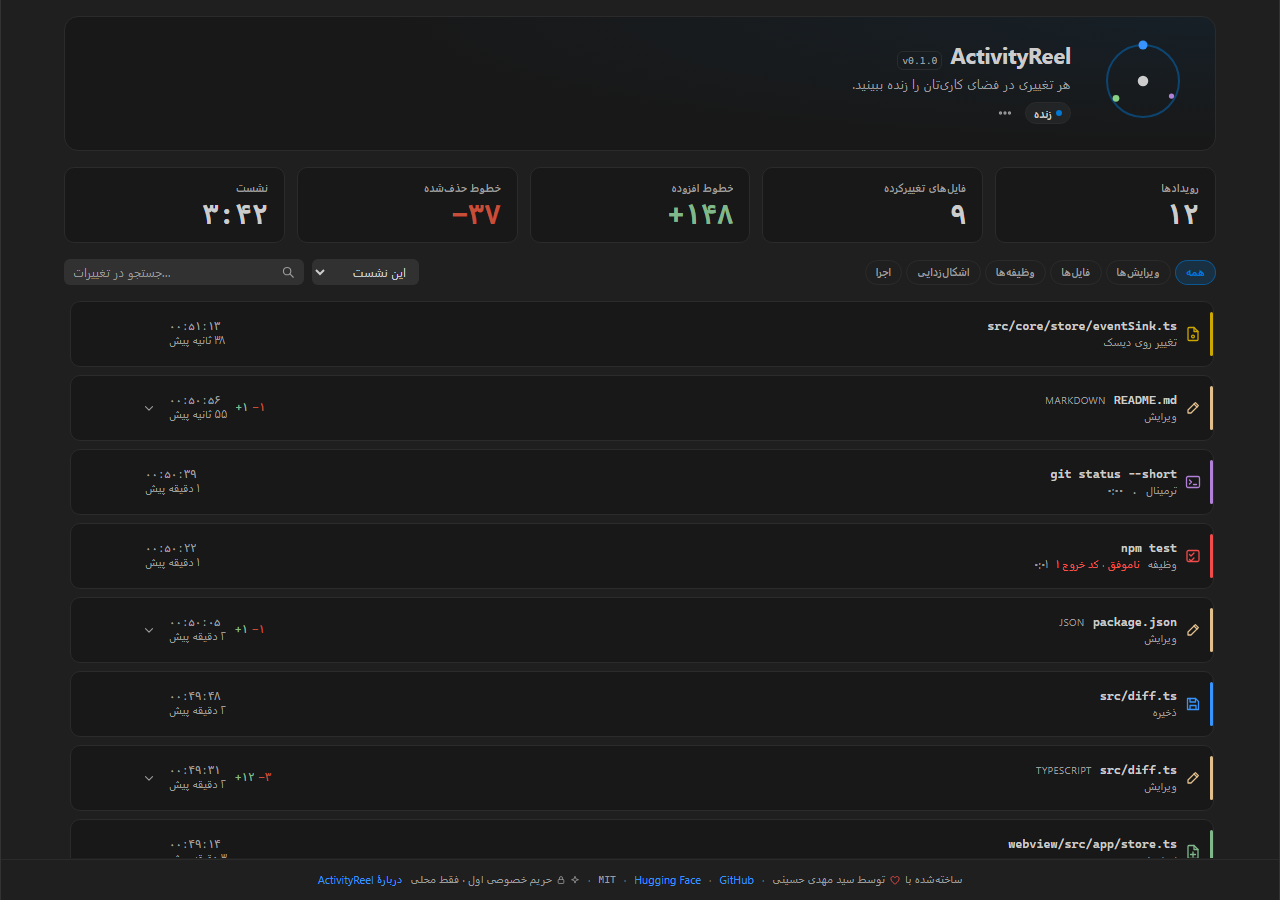 ActivityReel v0.1.0
هر تغییری در فضای کاری‌تان را زنده ببینید.
زنده
رویدادها
۱۲
فایل‌های تغییرکرده
۹
خطوط افزوده
+۱۴۸
خطوط حذف‌شده
−۳۷
نشست
۳:۴۲
همه ویرایش‌ها فایل‌ها وظیفه‌ها اشکال‌زدایی اجرا
این نشست
جستجو در تغییرات...
src/core/store/eventSink.ts
تغییر روی دیسک
۰۰:۵۱:۱۳
۳۸ ثانیه پیش
README.md MARKDOWN
ویرایش
+۱ −۱
۰۰:۵۰:۵۶
۵۵ ثانیه پیش
git status --short
ترمینال . ۰:۰۰
۰۰:۵۰:۳۹
۱ دقیقه پیش
npm test
وظیفه ناموفق · کد خروج ۱ ۰:۰۱
۰۰:۵۰:۲۲
۱ دقیقه پیش
package.json JSON
ویرایش
+۱ −۱
۰۰:۵۰:۰۵
۲ دقیقه پیش
src/diff.ts
ذخیره
۰۰:۴۹:۴۸
۲ دقیقه پیش
src/diff.ts TYPESCRIPT
ویرایش
+۱۲ −۳
۰۰:۴۹:۳۱
۲ دقیقه پیش
webview/src/app/store.ts
۰۰:۴۹:۱۴
۳ دقیقه پیش
ساخته‌شده با ♡ توسط سید مهدی حسینی · GitHub · Hugging Face · MIT · حریم خصوصی اول · فقط محلی دربارهٔ ActivityReel